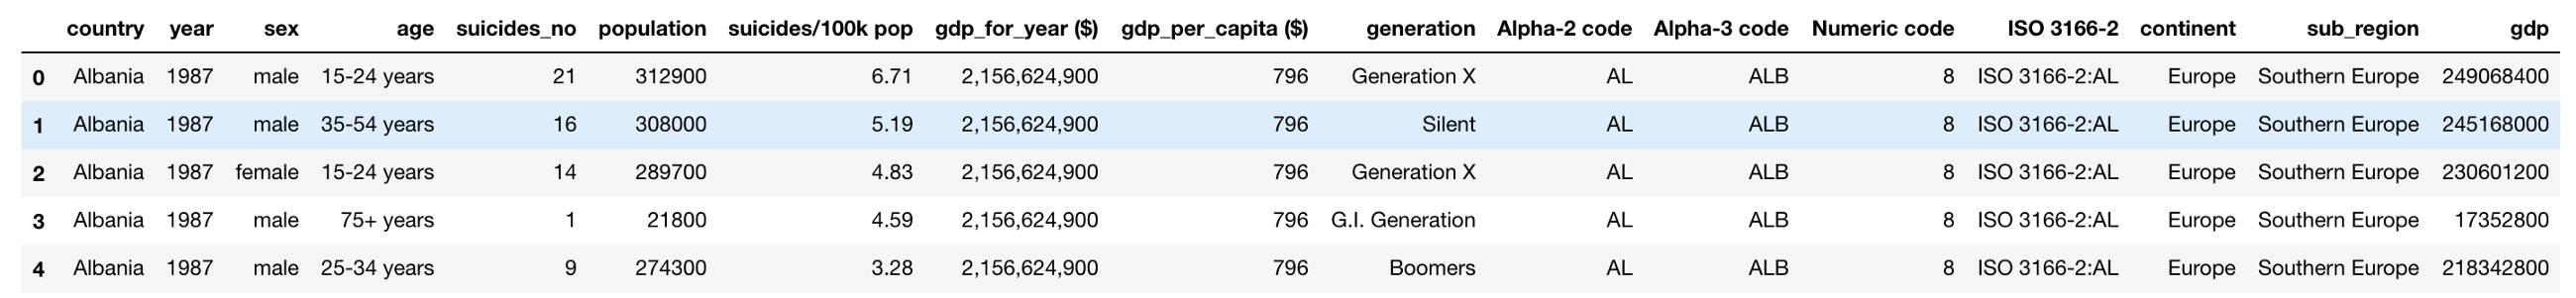 country year sex age suicides_no population suicides/100k pop gdp_for_year ($) gdp_per_capita ($) generation Alpha-2 code Alpha-3 code Numeric code ISO 3166-2 continent sub_region gdp
0 Albania 1987 male 15-24 years 21 312900 6.71 2,156,624,900 796 Generation X AL ALB 8 ISO 3166-2:AL Europe Southern Europe 249068400
1 Albania 1987 male 35-54 years 16 308000 5.19 2,156,624,900 796 Silent AL ALB 8 ISO 3166-2:AL Europe Southern Europe 245168000
2 Albania 1987 female 15-24 years 14 289700 4.83 2,156,624,900 796 Generation X AL ALB 8 ISO 3166-2:AL Europe Southern Europe 230601200
3 Albania 1987 male 75+ years 1 21800 4.59 2,156,624,900 796 G.I. Generation AL ALB 8 ISO 3166-2:AL Europe Southern Europe 17352800
4 Albania 1987 male 25-34 years 9 274300 3.28 2,156,624,900 796 Boomers AL ALB 8 ISO 3166-2:AL Europe Southern Europe 218342800